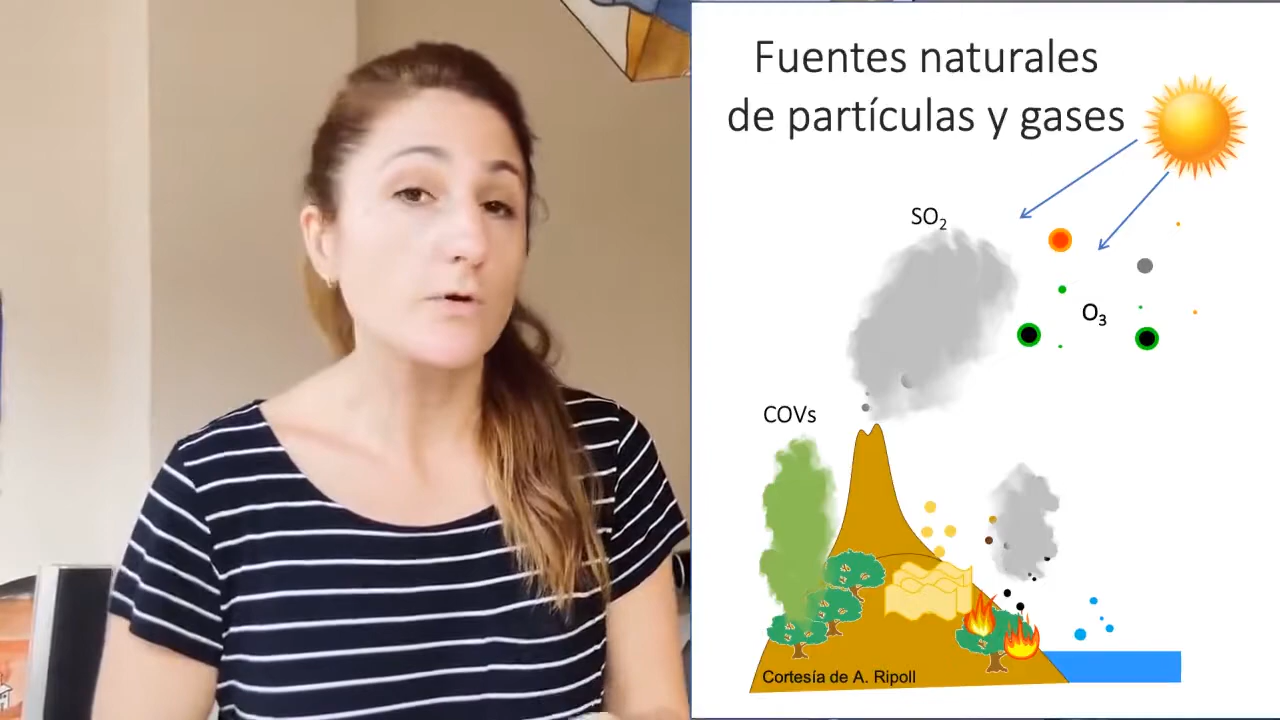 Fuentes naturales
de partículas y gases
SO₂
O₃
COVs
Cortesía de A. Ripoll